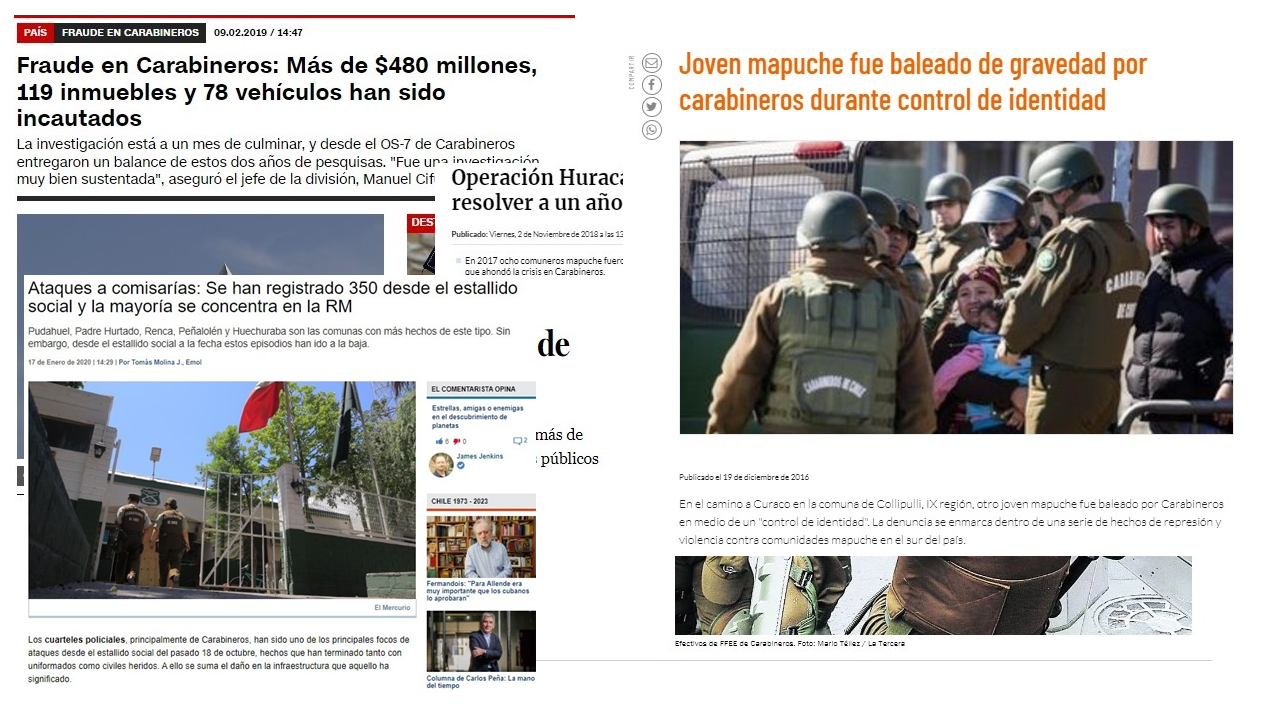 PAÍS FRAUDE EN CARABINEROS 09.02.2019 / 14:47
Fraude en Carabineros: Más de $480 millones,
119 inmuebles y 78 vehículos han sido
incautados
La investigación está a un mes de culminar, y desde el OS-7 de Carabineros
entregaron un balance de estos dos años de pesquisas. "Fue una investigación
muy bien sustentada", aseguró el jefe de la división, Manuel
Operación
resolver a un año
Publicado: Viernes, 2 de Noviembre de 2018 a las
En 2017 ocho comuneros mapuche
que ahondó la crisis en Carabineros.
Ataques a comisarías: Se han registrado 350 desde el estallido
social y la mayoría se concentra en la RM
Pudahuel, Padre Hurtado, Renca, Peñalolén y Huechuraba son las comunas con más hechos de este tipo. Sin
embargo, desde el estallido social a la fecha estos episodios han ido a la baja.
17 de Enero de 2020 | 14:29 | Por Tomás Molina J., Emol
de
más de
públicos
EL COMENTARISTA OPINA
Estrellas, amigas o enemigas
en el descubrimiento de
planetas
6 0 2
James Jenkins
CHILE 1973 - 2023
Fermandois: "Para Allende era
muy importante que los cubanos
lo aprobaran"
Columna de Carlos Peña: La mano
del tiempo
El Mercurio
Los cuarteles policiales, principalmente de Carabineros, han sido uno de los principales focos de
ataques desde el estallido social del pasado 18 de octubre, hechos que han terminado tanto con
uniformados como civiles heridos. A ello se suma el daño en la infraestructura que aquello ha
significado.
COMPARTIR
Joven mapuche fue baleado de gravedad por
carabineros durante control de identidad
CARABINEROS DE CHILE
Publicado el 19 de diciembre de 2016
En el camino a Curaco en la comuna de Collipulli, IX región, otro joven mapuche fue baleado por Carabineros
en medio de un "control de identidad". La denuncia se enmarca dentro de una serie de hechos de represión y
violencia contra comunidades mapuche en el sur del país.
Efectivos de FFEE de Carabineros. Foto: Mario Téllez / La Tercera